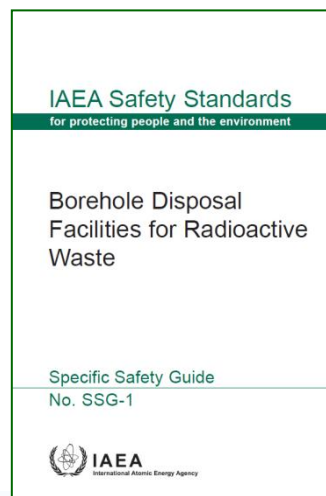 IAEA Safety Standards
for protecting people and the environment
Borehole Disposal
Facilities for Radioactive
Waste
Specific Safety Guide
No. SSG-1
IAEA
International Atomic Energy Agency